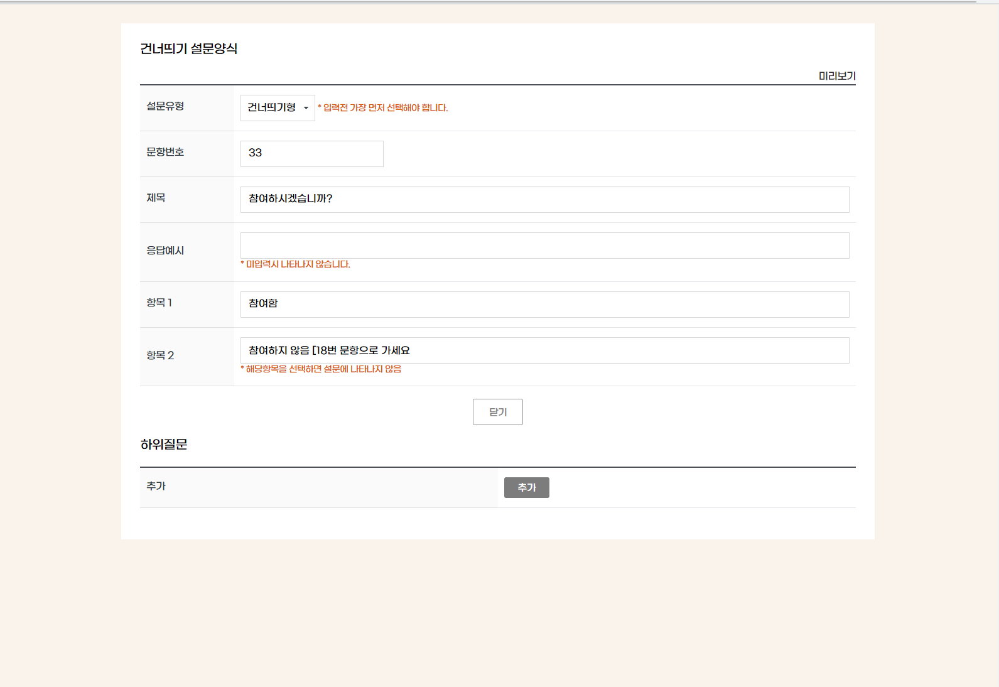 건너띄기 설문양식
미리보기
설문유형
건너띄기형
* 입력전 가장 먼저 선택해야 합니다.
문항번호
33
제목
참여하시겠습니까?
응답예시
* 미입력시 나타나지 않습니다.
항목 1
참여함
항목 2
참여하지 않음 [18번 문항으로 가세요
* 해당항목을 선택하면 설문에 나타나지 않음
닫기
하위질문
추가
추가